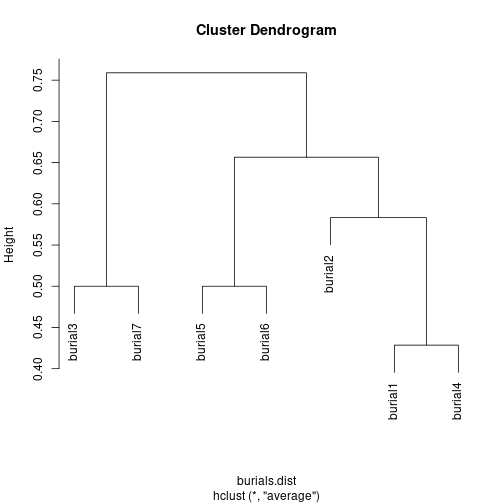 Cluster Dendrogram
Height
0.75
0.70
0.65
0.60
0.55
0.50
0.45
0.40
burial3
burial7
burial5
burial6
burial2
burial1
burial4
burials.dist
hclust (*, "average")